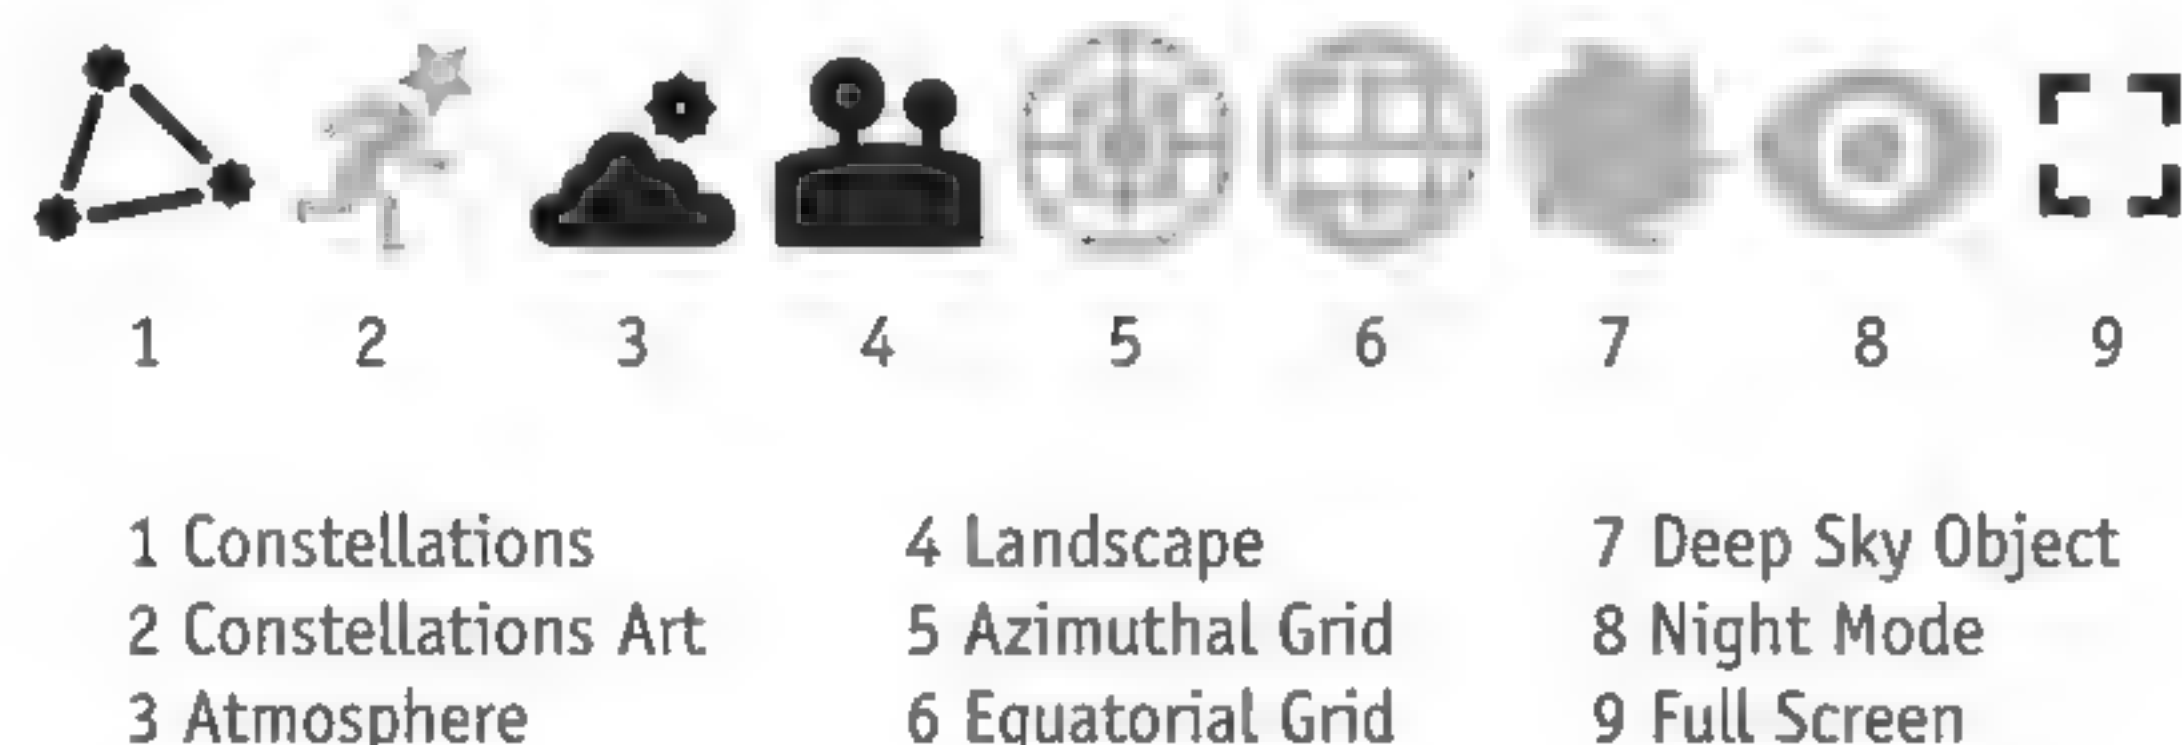 1 2 3 4 5 6 7 8 9
1 Constellations
2 Constellations Art
3 Atmosphere
4 Landscape
5 Azimuthal Grid
6 Equatorial Grid
7 Deep Sky Object
8 Night Mode
9 Full Screen